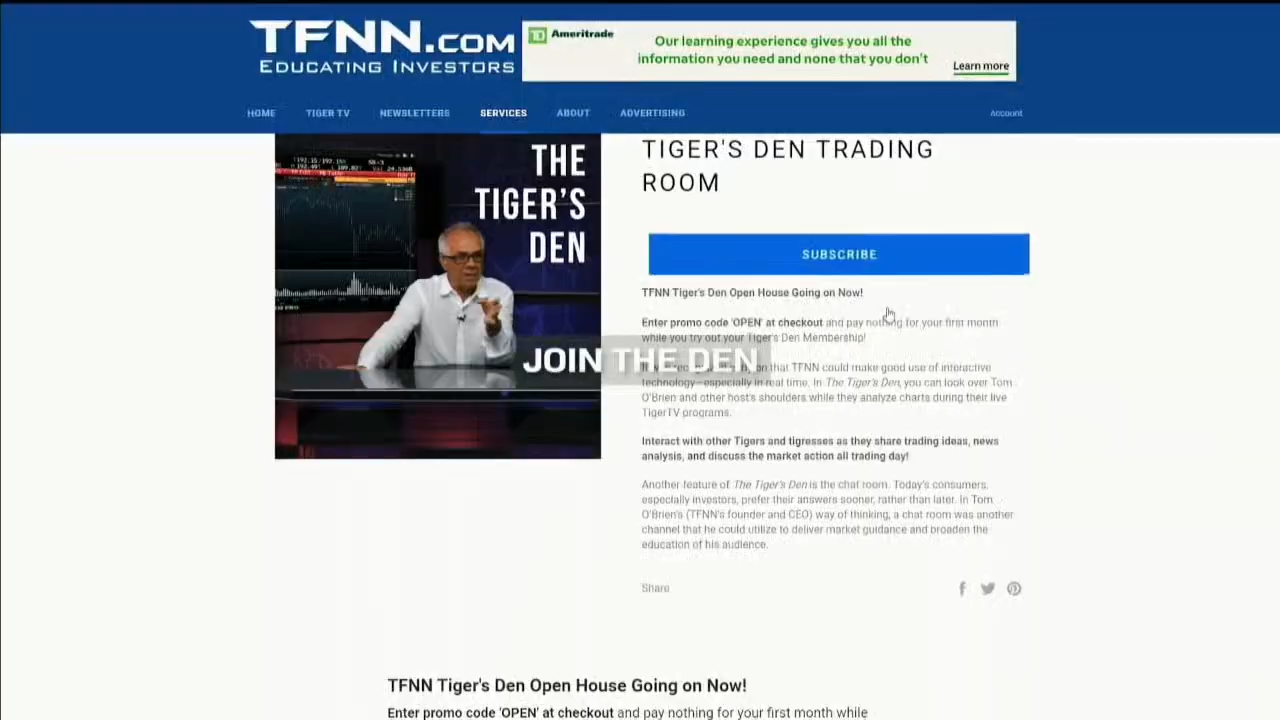 TFNN.COM
EDUCATING INVESTORS
Ameritrade
Our learning experience gives you all the
information you need and none that you don't
Learn more
HOME TIGER TV NEWSLETTERS SERVICES ABOUT ADVERTISING Account
THE
TIGER'S
DEN
TIGER'S DEN TRADING
ROOM
SUBSCRIBE
TFNN Tiger's Den Open House Going on Now!
Enter promo code 'OPEN' at checkout and pay nothing for your first month
while you try out your Tiger's Den Membership!
JOIN THE DEN
that TFNN could make good use of interactive
technology—especially in real time. In The Tiger's Den, you can look over Tom
O'Brien and other host's shoulders while they analyze charts during their live
TigerTV programs.
Interact with other Tigers and tigresses as they share trading ideas, news
analysis, and discuss the market action all trading day!
Another feature of The Tiger's Den is the chat room. Today's consumers,
especially investors, prefer their answers sooner, rather than later. In Tom
O'Brien's (TFNN's founder and CEO) way of thinking, a chat room was another
channel that he could utilize to deliver market guidance and broaden the
education of his audience.
Share
TFNN Tiger's Den Open House Going on Now!
Enter promo code 'OPEN' at checkout and pay nothing for your first month while